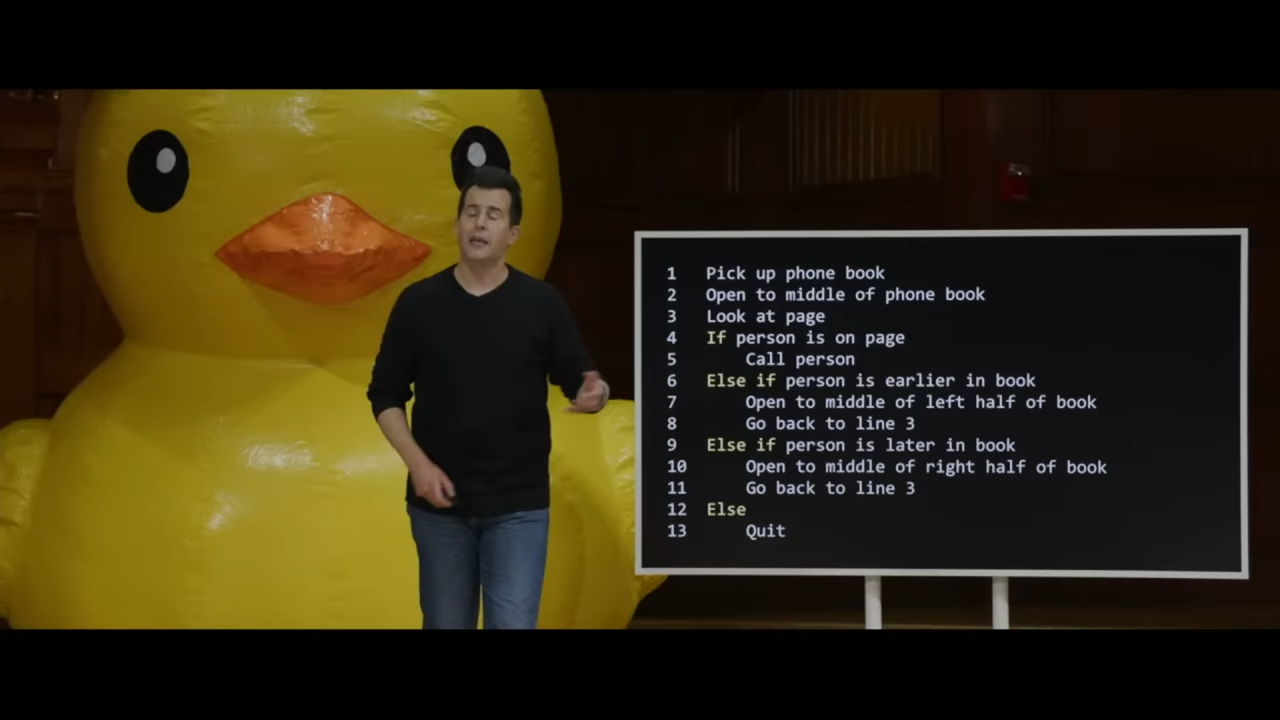 1 Pick up phone book
2 Open to middle of phone book
3 Look at page
4 If person is on page
5     Call person
6 Else if person is earlier in book
7     Open to middle of left half of book
8     Go back to line 3
9 Else if person is later in book
10     Open to middle of right half of book
11     Go back to line 3
12 Else
13     Quit